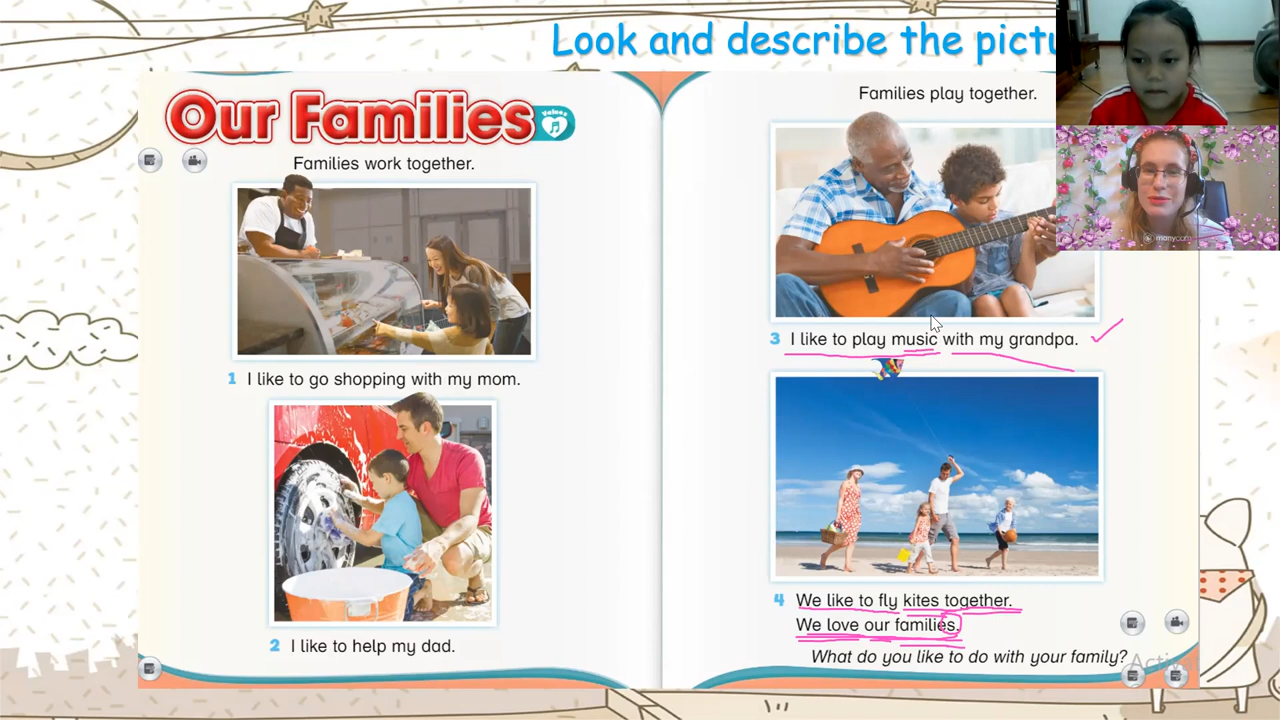 Look and describe the pictu
Our Families
Values
Families work together.
1 I like to go shopping with my mom.
2 I like to help my dad.
Families play together.
3 I like to play music with my grandpa.
4 We like to fly kites together.
We love our families.
What do you like to do with your family?
Activ
manycam